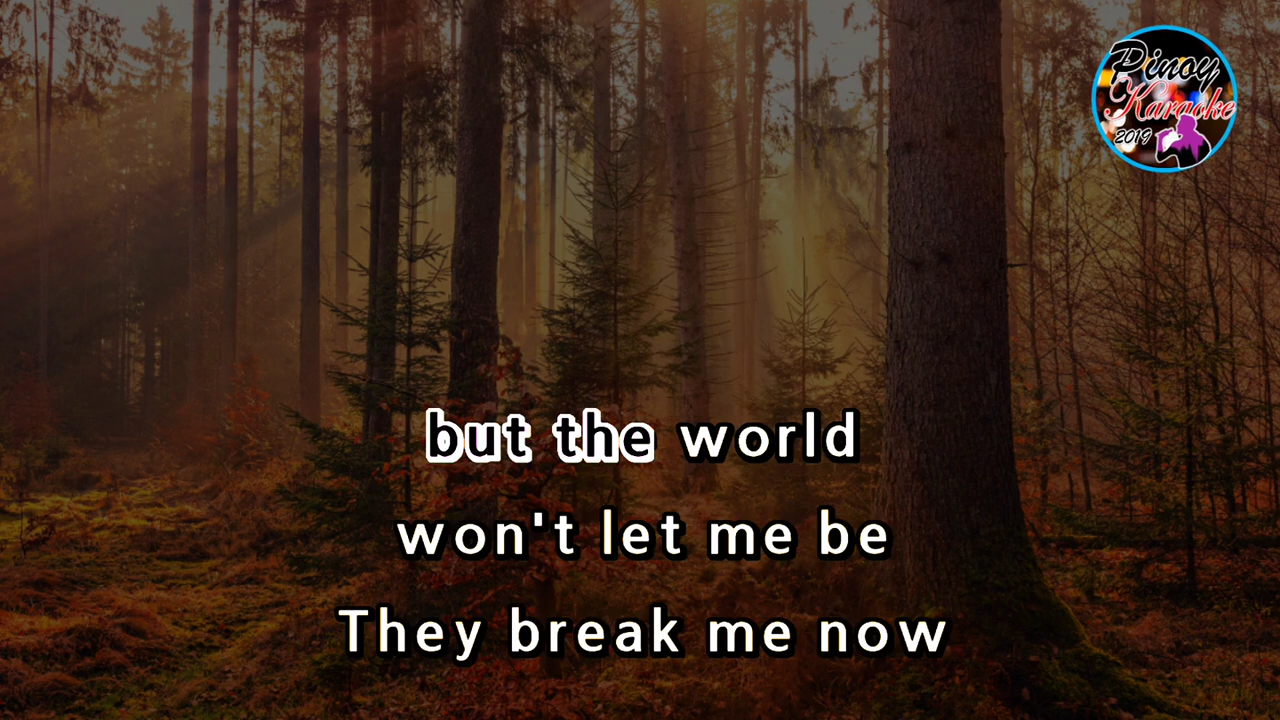 Pinoy
Karaoke
2019
but the world
won't let me be
They break me now